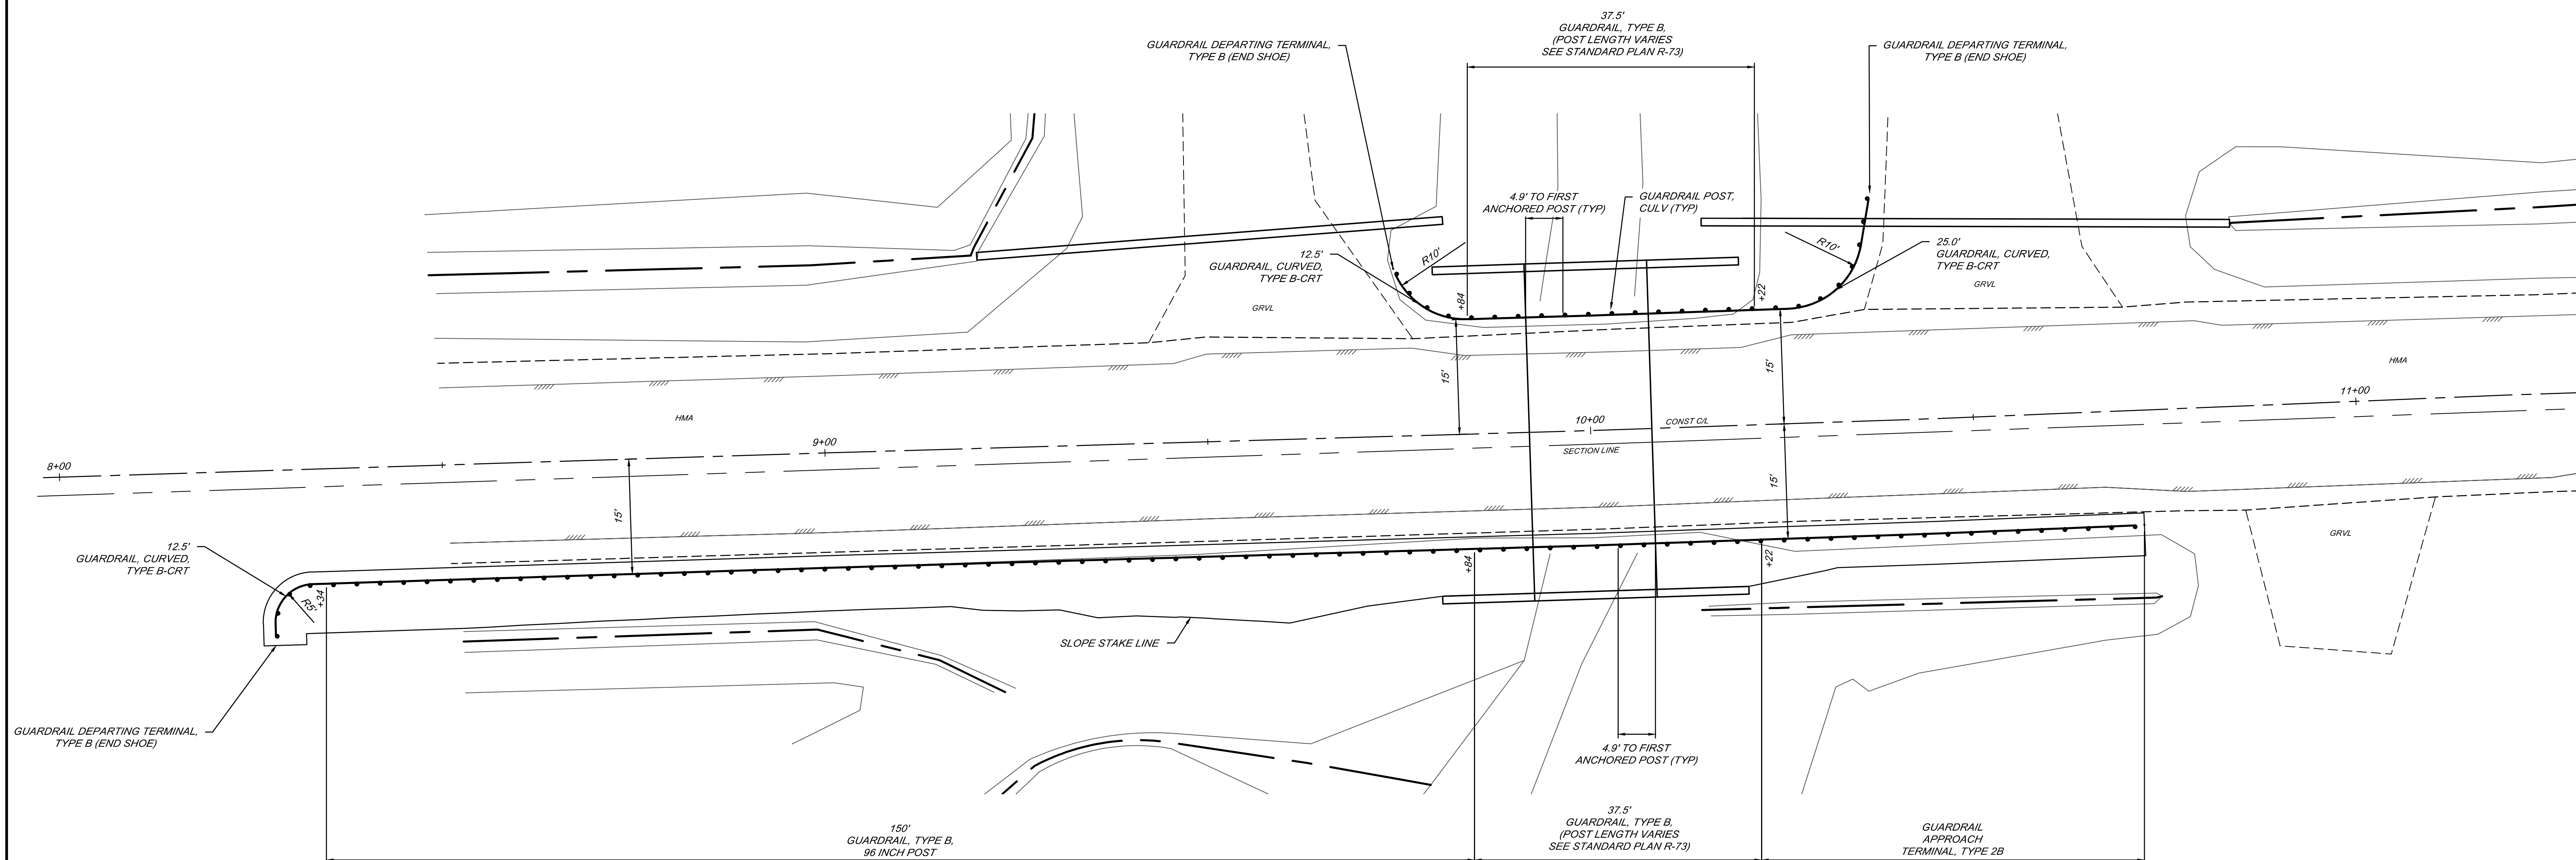 37.5'
GUARDRAIL, TYPE B,
(POST LENGTH VARIES
SEE STANDARD PLAN R-73)
GUARDRAIL DEPARTING TERMINAL,
TYPE B (END SHOE)
GUARDRAIL DEPARTING TERMINAL,
TYPE B (END SHOE)
4.9' TO FIRST
ANCHORED POST (TYP)
GUARDRAIL POST,
CULV (TYP)
12.5'
GUARDRAIL, CURVED,
TYPE B-CRT
R10'
R10'
25.0'
GUARDRAIL, CURVED,
TYPE B-CRT
GRVL
+84
+22
GRVL
15'
15'
HMA
HMA
8+00
9+00
10+00
CONST C/L
11+00
SECTION LINE
15'
15'
12.5'
GUARDRAIL, CURVED,
TYPE B-CRT
R5'
+34
+84
+22
GRVL
SLOPE STAKE LINE
GUARDRAIL DEPARTING TERMINAL,
TYPE B (END SHOE)
4.9' TO FIRST
ANCHORED POST (TYP)
150'
GUARDRAIL, TYPE B,
96 INCH POST
37.5'
GUARDRAIL, TYPE B,
(POST LENGTH VARIES
SEE STANDARD PLAN R-73)
GUARDRAIL
APPROACH
TERMINAL, TYPE 2B